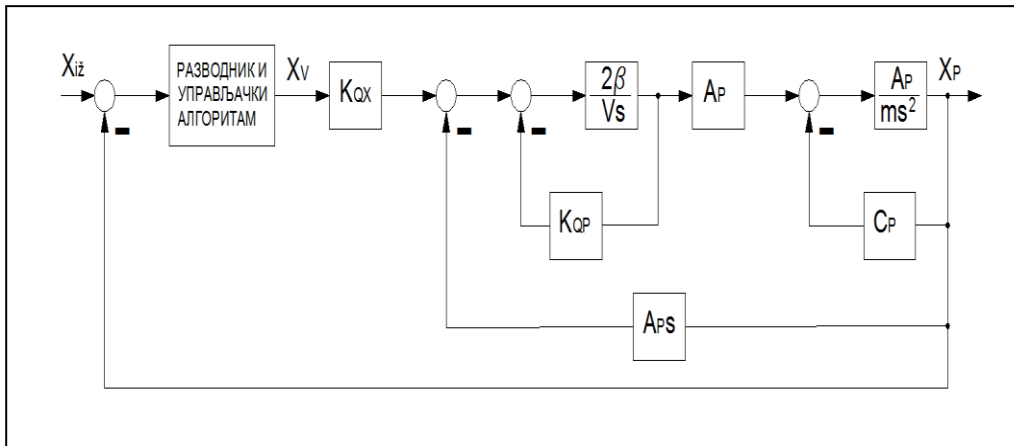 Xiž
РАЗВОДНИК И
УПРАВЉАЧКИ
АЛГОРИТАМ
XV
KQX
2β
Vs
AP
AP
ms²
XP
KQP
CP
APs